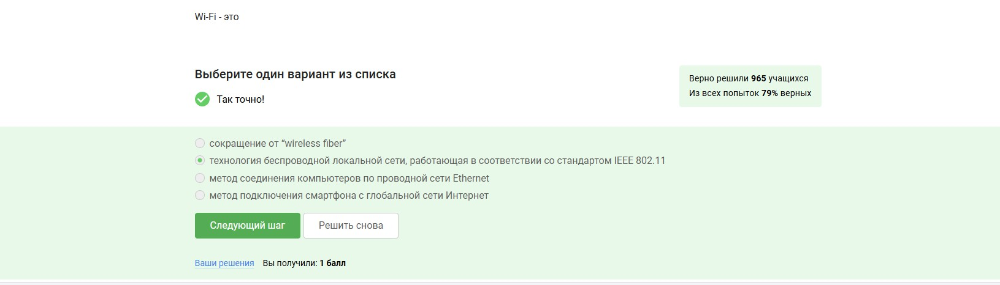 Wi-Fi - это
Выберите один вариант из списка
Так точно!
Верно решили 965 учащихся
Из всех попыток 79% верных
сокращение от “wireless fiber”
технология беспроводной локальной сети, работающая в соответствии со стандартом IEEE 802.11
метод соединения компьютеров по проводной сети Ethernet
метод подключения смартфона с глобальной сети Интернет
Следующий шаг
Решить снова
Ваши решения Вы получили: 1 балл